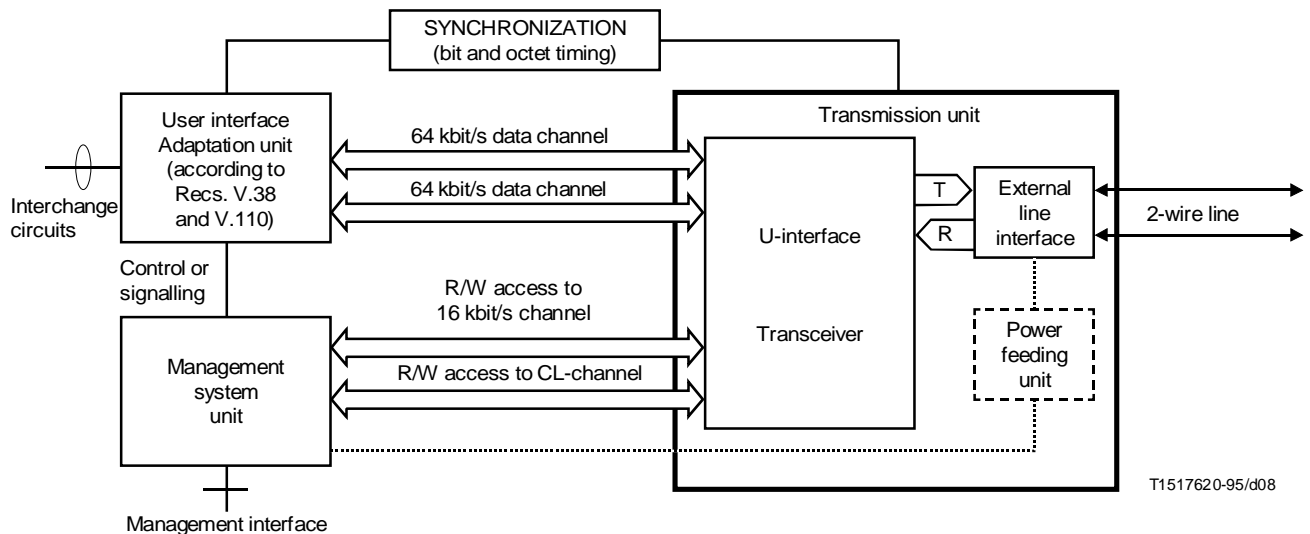 SYNCHRONIZATION
(bit and octet timing)
User interface
Adaptation unit
(according to
Recs. V.38
and V.110)
64 kbit/s data channel
64 kbit/s data channel
Transmission unit
T
R
External
line
interface
2-wire line
Interchange
circuits
U-interface
Transceiver
Control or
signalling
R/W access to
16 kbit/s channel
R/W access to CL-channel
Power
feeding
unit
Management
system
unit
Management interface
T1517620-95/d08